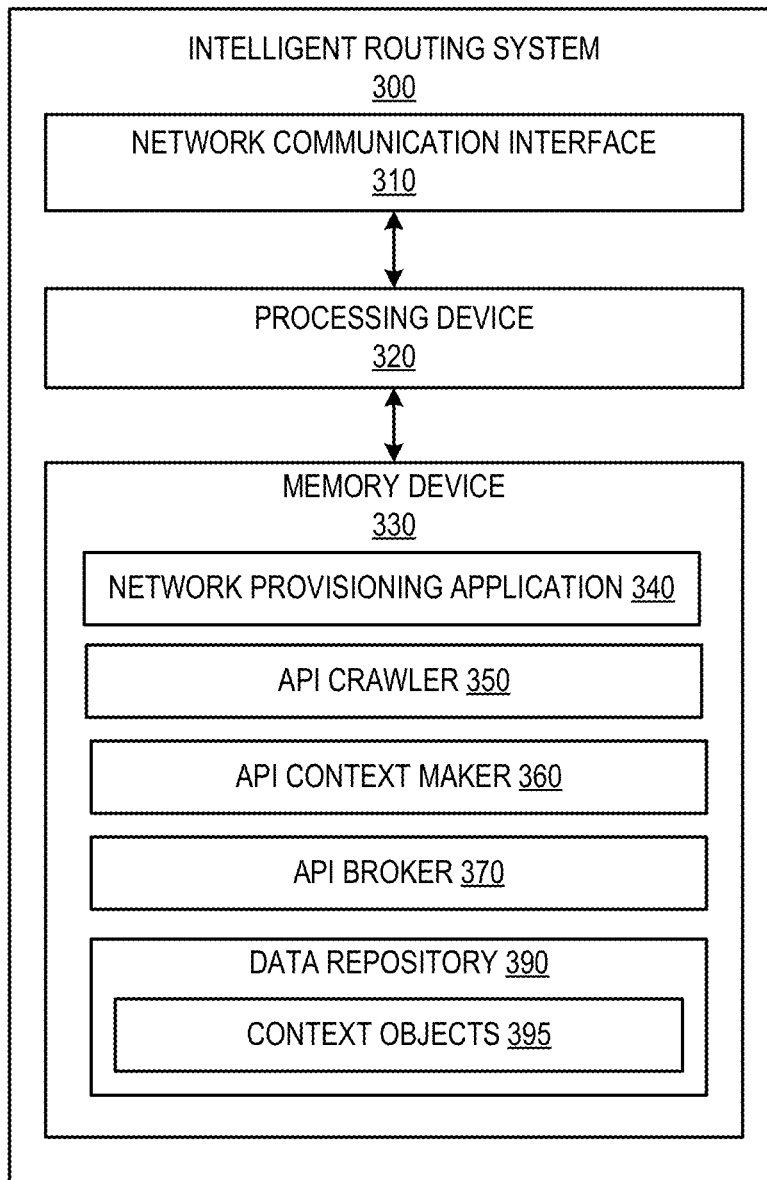 INTELLIGENT ROUTING SYSTEM
300
NETWORK COMMUNICATION INTERFACE
310
PROCESSING DEVICE
320
MEMORY DEVICE
330
NETWORK PROVISIONING APPLICATION 340
API CRAWLER 350
API CONTEXT MAKER 360
API BROKER 370
DATA REPOSITORY 390
CONTEXT OBJECTS 395